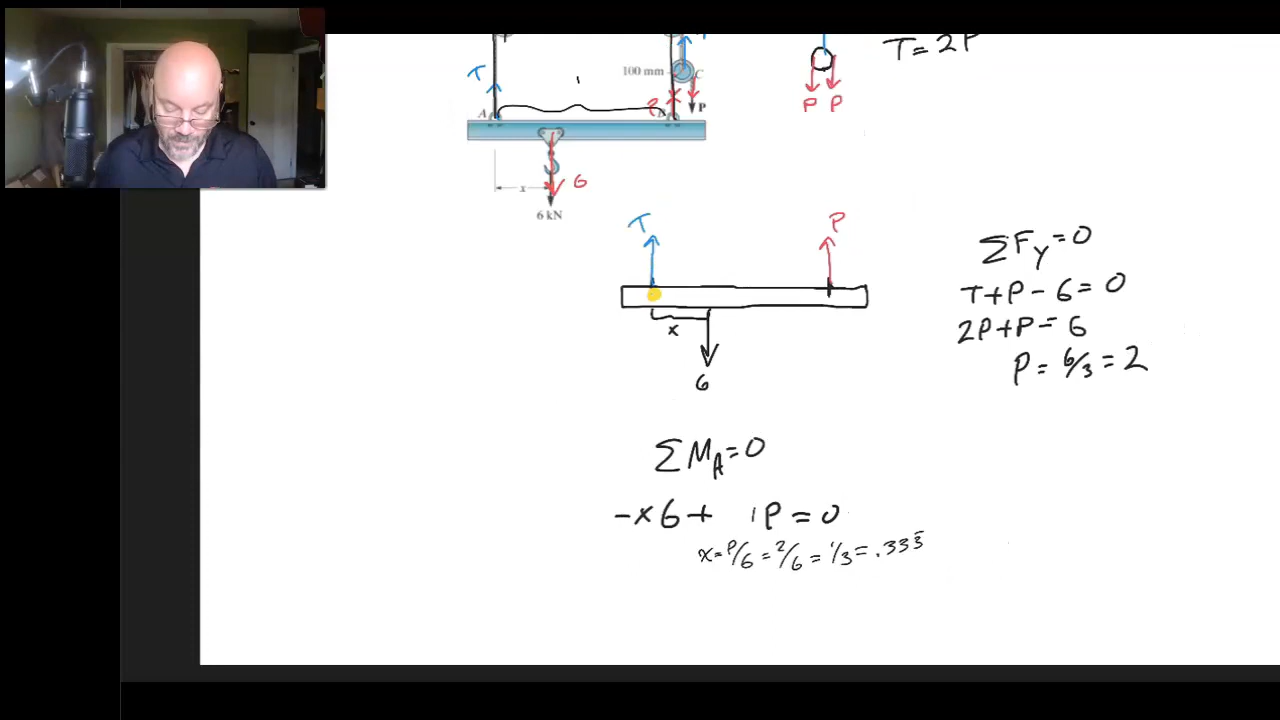 T = 2P
T
100 mm
C
P
A
B
P
P P
x
6
6 kN
T
P
x
6
ΣFy = 0
T + P - 6 = 0
2P + P = 6
P = 6/3 = 2
ΣMA = 0
-x6 + 1P = 0
x = P/6 = 2/6 = 1/3 = .333̅